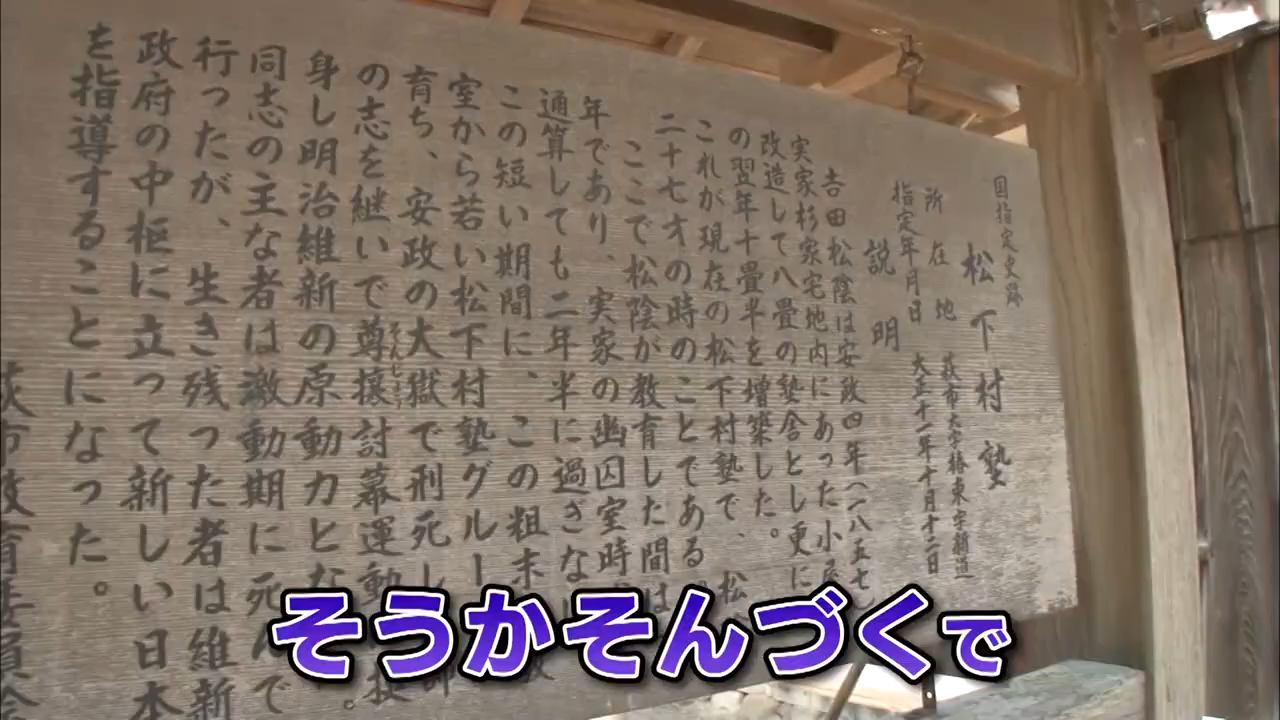 国指定史跡
松下村塾
所在地 萩市大字椿東字新道
指定年月日 大正十一年十月十二日
説明
吉田松陰は安政四年(一八五七
実家杉家宅地内にあった小屋
改造して八畳の塾舎とし更に
の翌年十畳半を増築した。
これが現在の松下村塾で、松
二十七才の時のことである。
ここで松陰が教育した間は
年であり、実家の幽囚室時
通算しても二年半に過ぎな
この短い期間に、この粗末
室から若い松下村塾グルー
育ち、安政の大獄で刑死し
の志を継いで尊攘討幕運動
そんじょう
身し明治維新の原動力とな
同志の主な者は激動期に死んで
行ったが、生き残った者は維新
政府の中枢に立って新しい日本
を指導することになった。
萩市教育委員会
そうかそんづくで